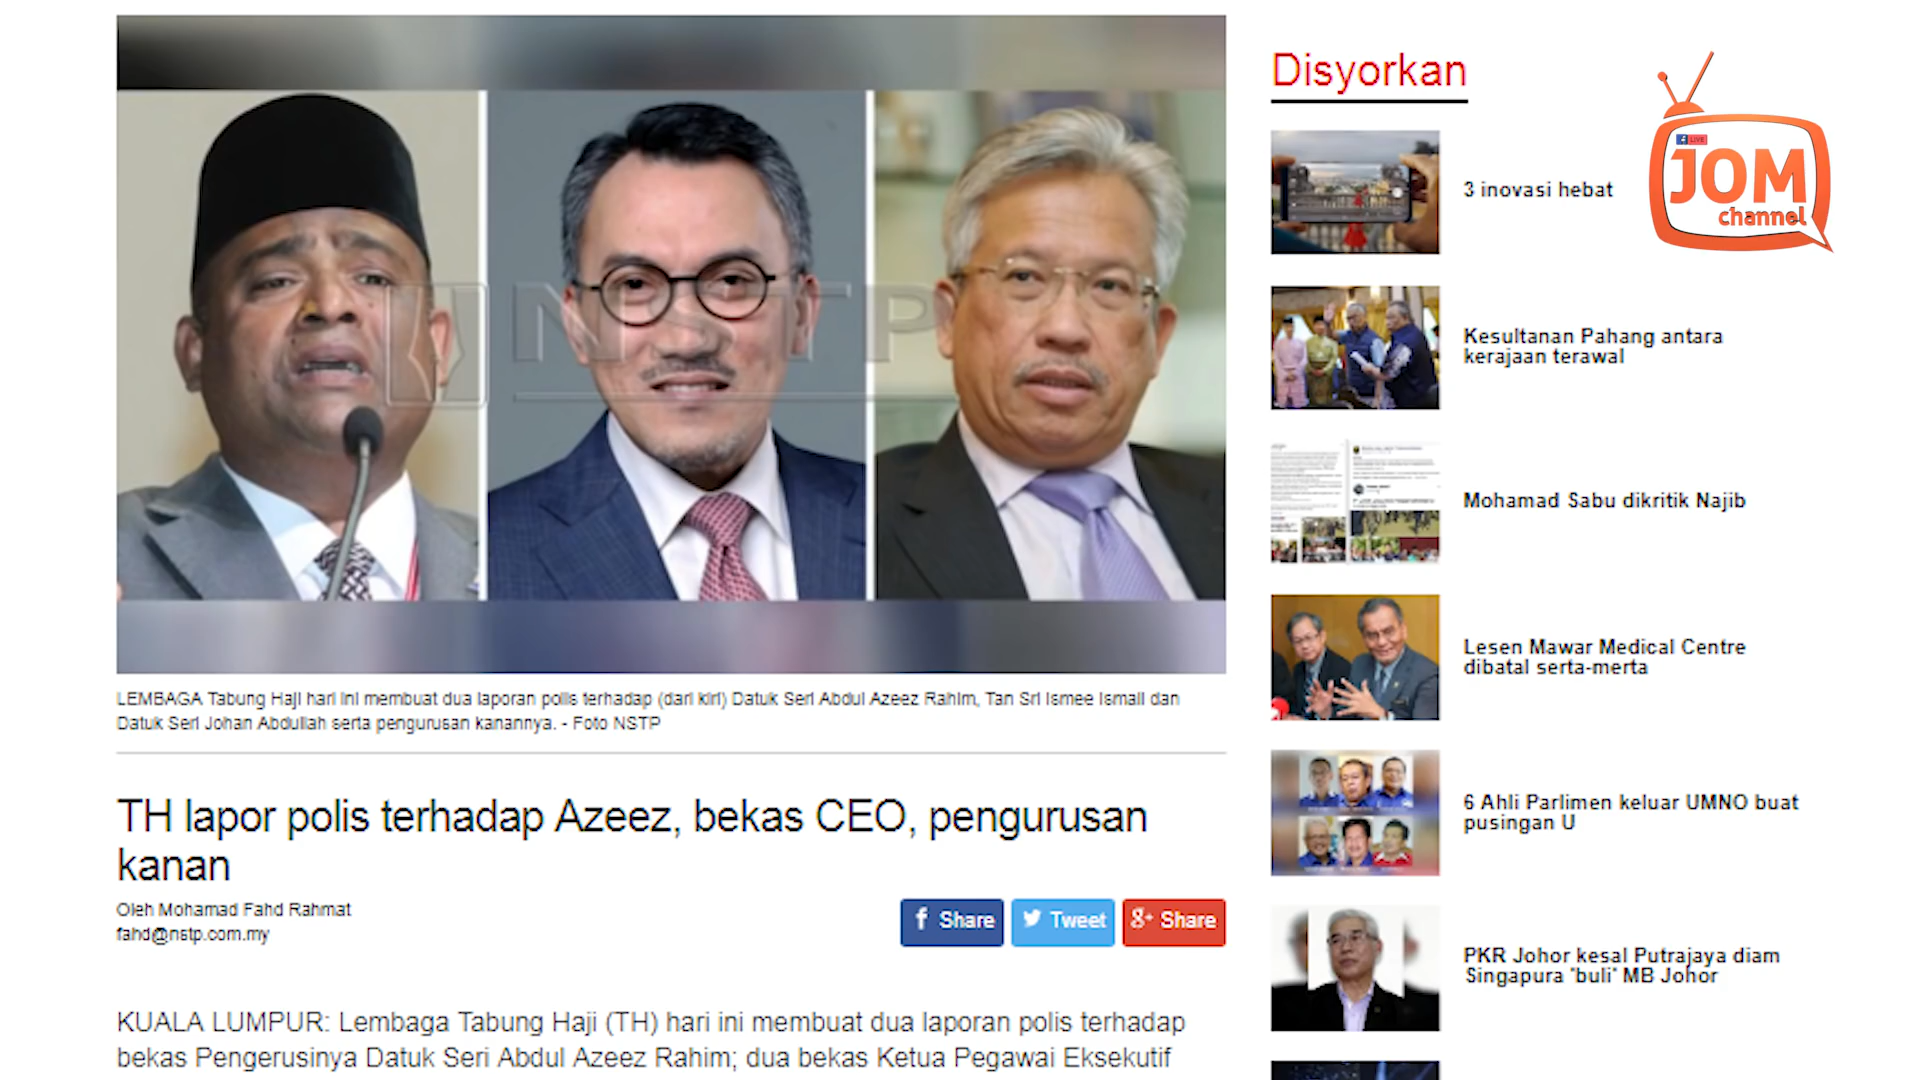 NSTP
LEMBAGA Tabung Haji hari ini membuat dua laporan polis terhadap (dari kiri) Datuk Seri Abdul Azeez Rahim, Tan Sri Ismee Ismail dan
Datuk Seri Johan Abdullah serta pengurusan kanannya. - Foto NSTP
TH lapor polis terhadap Azeez, bekas CEO, pengurusan
kanan
Oleh Mohamad Fahd Rahmat
fahd@nstp.com.my
Share
Tweet
Share
KUALA LUMPUR: Lembaga Tabung Haji (TH) hari ini membuat dua laporan polis terhadap
bekas Pengerusinya Datuk Seri Abdul Azeez Rahim; dua bekas Ketua Pegawai Eksekutif
Disyorkan
LIVE
JOM
channel
3 inovasi hebat
Kesultanan Pahang antara
kerajaan terawal
Mohamad Sabu dikritik Najib
Lesen Mawar Medical Centre
dibatal serta-merta
6 Ahli Parlimen keluar UMNO buat
pusingan U
PKR Johor kesal Putrajaya diam
Singapura "buli" MB Johor